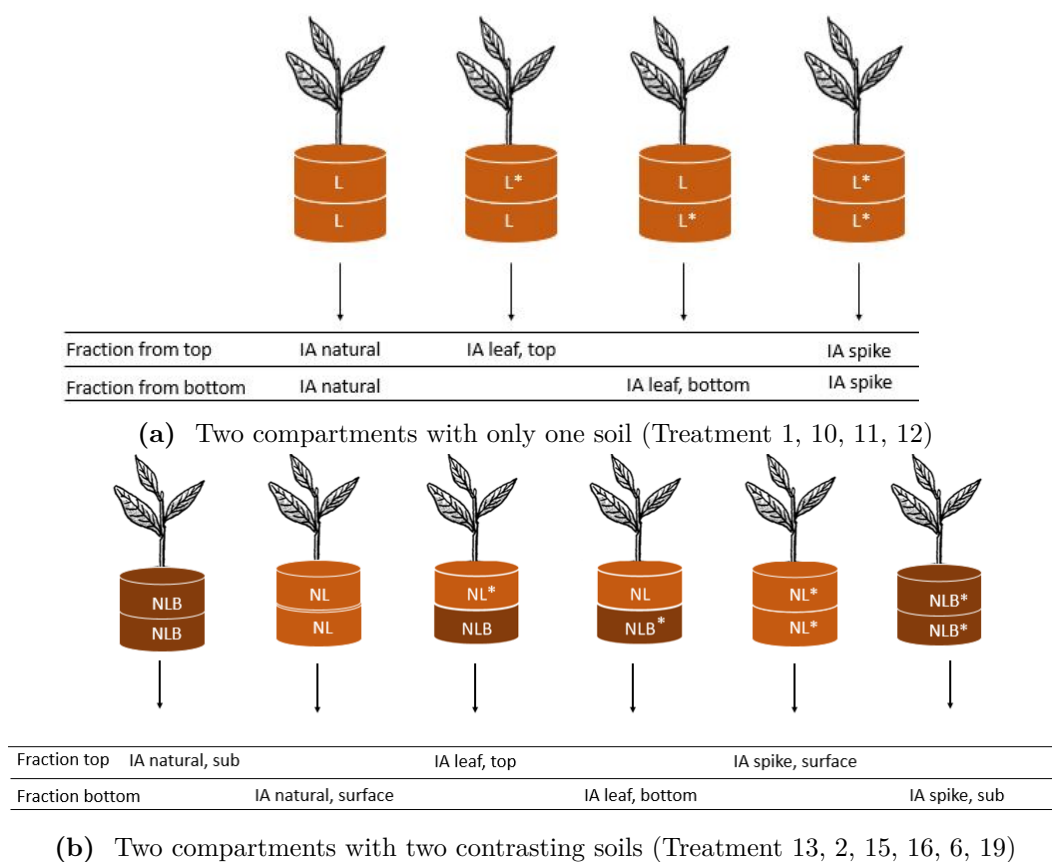 L L* L L*
L L L* L*
Fraction from top IA natural IA leaf, top IA spike
Fraction from bottom IA natural IA leaf, bottom IA spike
(a) Two compartments with only one soil (Treatment 1, 10, 11, 12)
NLB NL NL* NL NL* NLB*
NLB NL NLB NLB* NL* NLB*
Fraction top IA natural, sub IA leaf, top IA spike, surface
Fraction bottom IA natural, surface IA leaf, bottom IA spike, sub
(b) Two compartments with two contrasting soils (Treatment 13, 2, 15, 16, 6, 19)